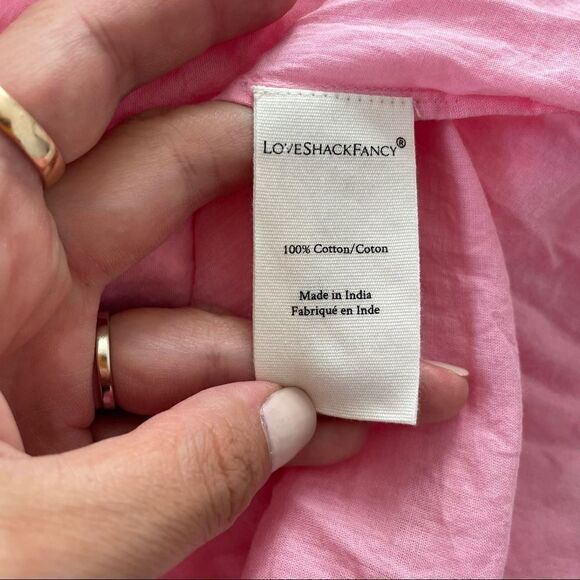 LOVESHACKFANCY®
100% Cotton/Coton
Made in India
Fabriqué en Inde